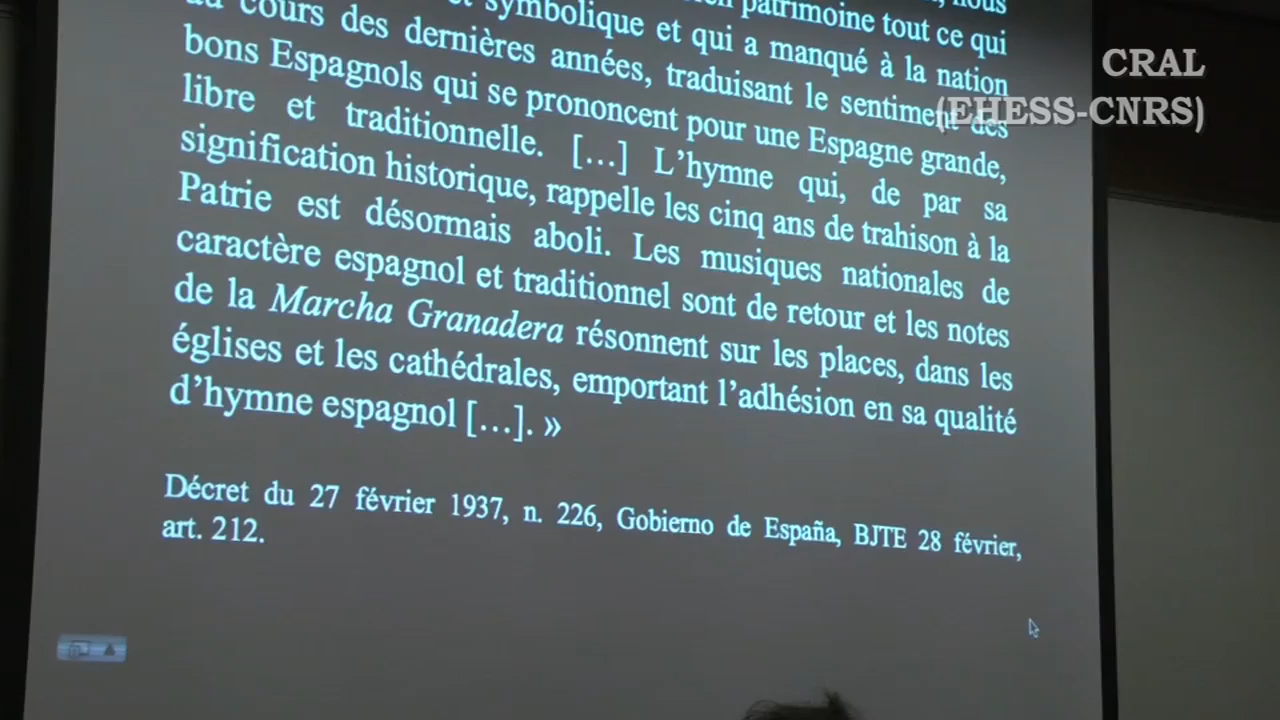 nous
symbolique et qui a manqué à la nation
patrimoine tout ce qui
cours des dernières années, traduisant le sentiment des
bons Espagnols qui se prononcent pour une Espagne grande,
libre et traditionnelle. […] L’hymne qui, de par sa
signification historique, rappelle les cinq ans de trahison à la
Patrie est désormais aboli. Les musiques nationales de
caractère espagnol et traditionnel sont de retour et les notes
de la Marcha Granadera résonnent sur les places, dans les
églises et les cathédrales, emportant l’adhésion en sa qualité
d’hymne espagnol […]. »
Décret du 27 février 1937, n. 226, Gobierno de España, BJTE 28 février,
art. 212.
CRAL
(EHESS-CNRS)